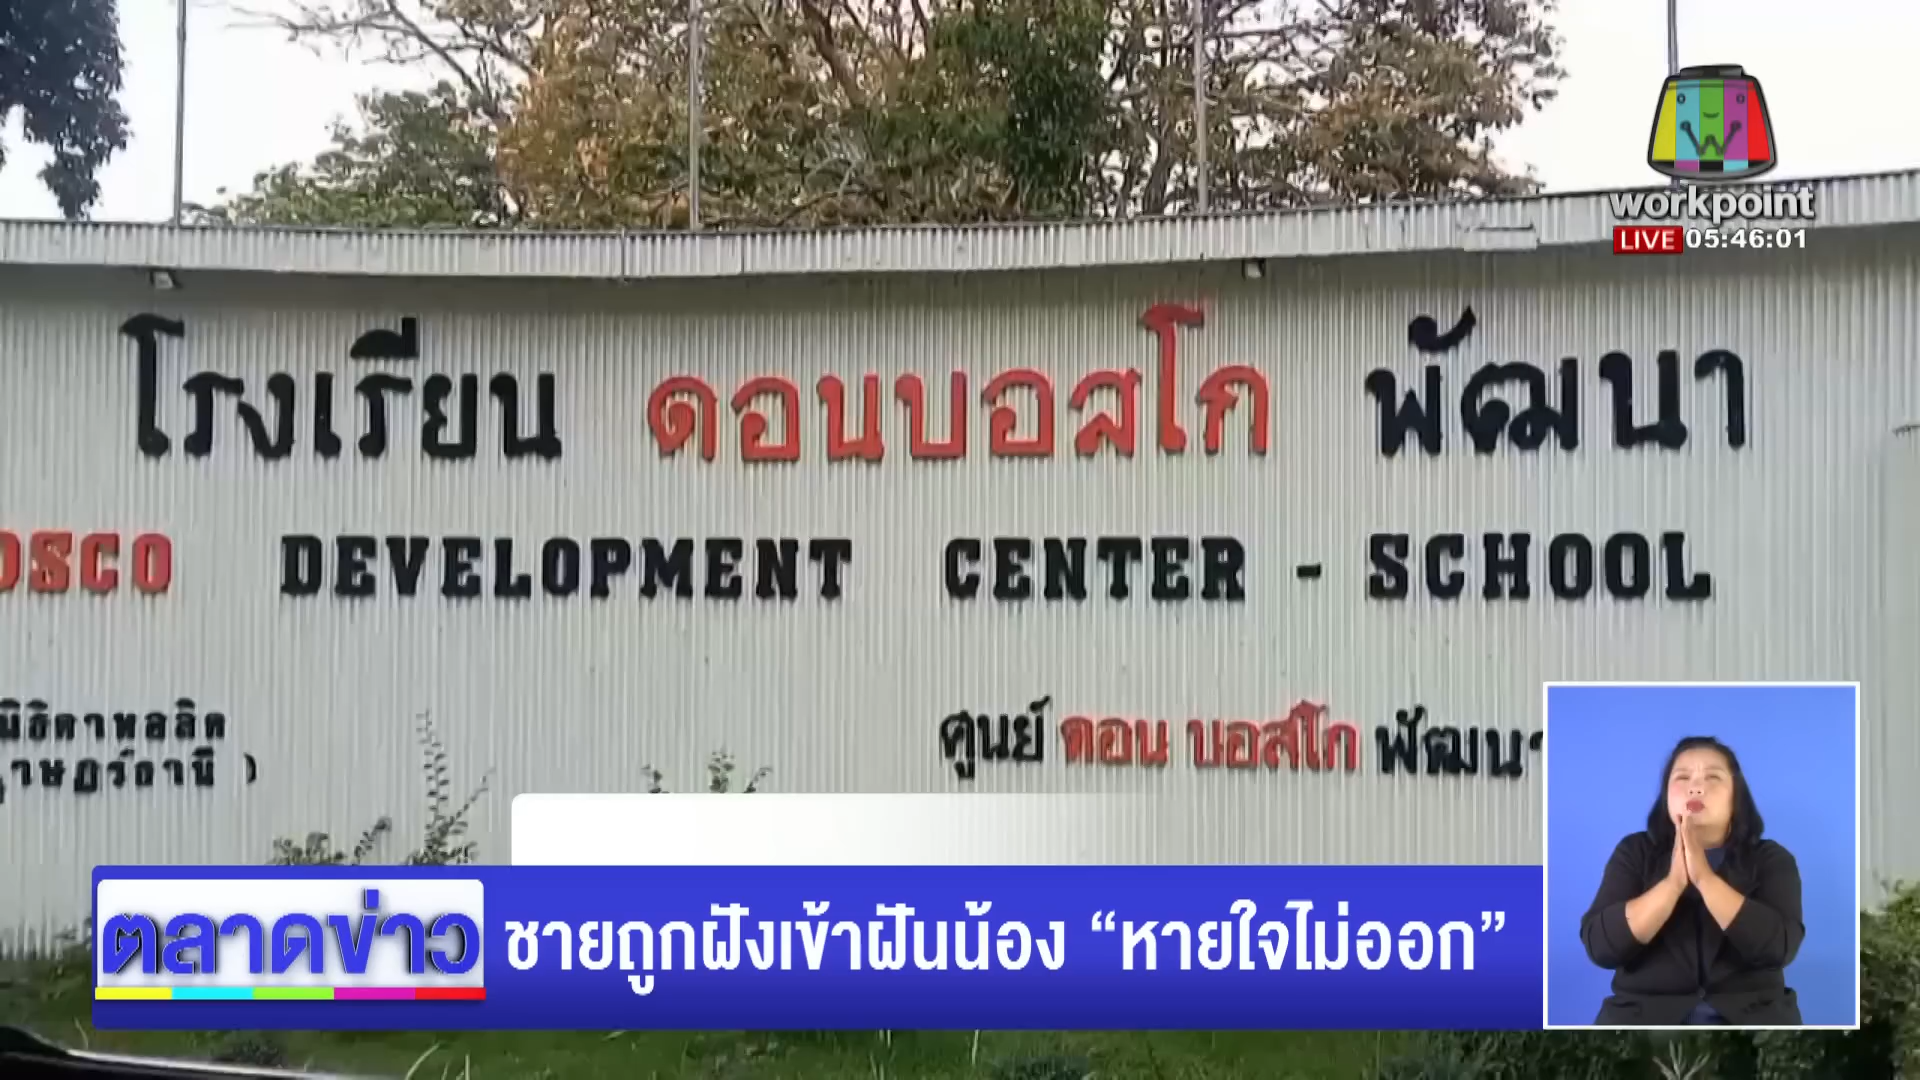 workpoint
LIVE 05:46:01
โรงเรียน ดอนบอสโก พัฒนา
OSCO DEVELOPMENT CENTER - SCHOOL
ศูนย์ ดอน บอสโก พัฒนา
ตลาดข่าว
ชายถูกฝังเข้าฝันน้อง “หายใจไม่ออก”